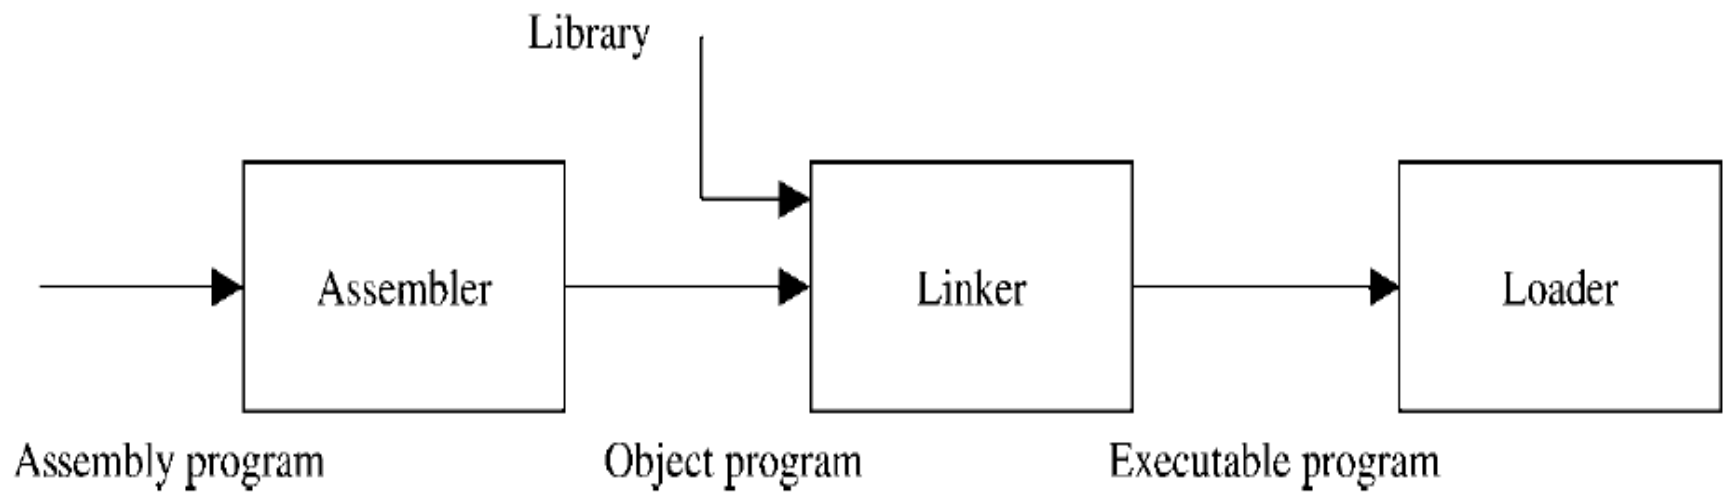 Library
Assembler
Linker
Loader
Assembly program
Object program
Executable program